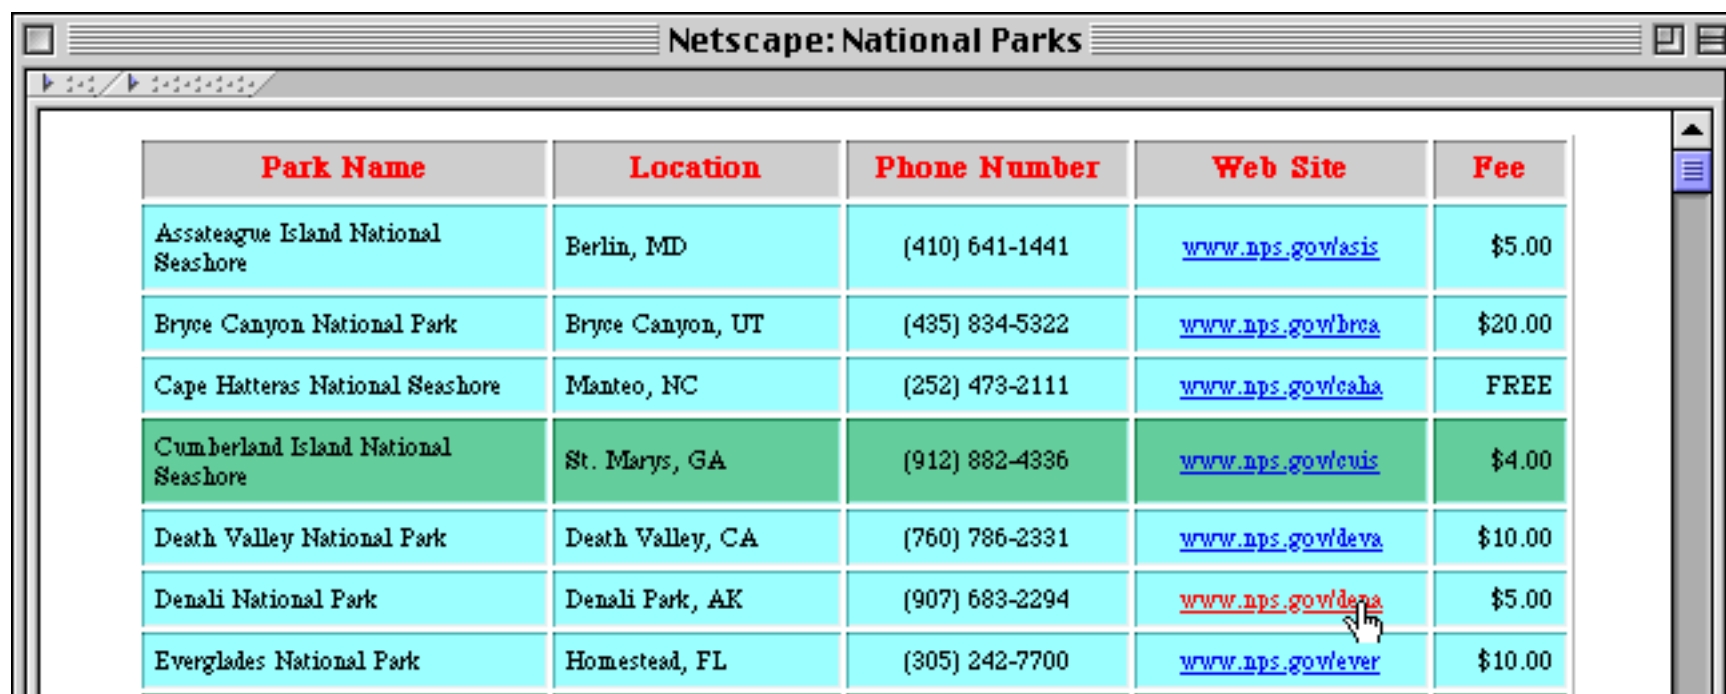 Netscape: National Parks
Park Name Location Phone Number Web Site Fee
Assateague Island National
Seashore
Berlin, MD (410) 641-1441 www.nps.gov/asis $5.00
Bryce Canyon National Park Bryce Canyon, UT (435) 834-5322 www.nps.gov/brca $20.00
Cape Hatteras National Seashore Manteo, NC (252) 473-2111 www.nps.gov/caha FREE
Cumberland Island National
Seashore
St. Marys, GA (912) 882-4336 www.nps.gov/cuis $4.00
Death Valley National Park Death Valley, CA (760) 786-2331 www.nps.gov/deva $10.00
Denali National Park Denali Park, AK (907) 683-2294 www.nps.gov/dena $5.00
Everglades National Park Homestead, FL (305) 242-7700 www.nps.gov/ever $10.00